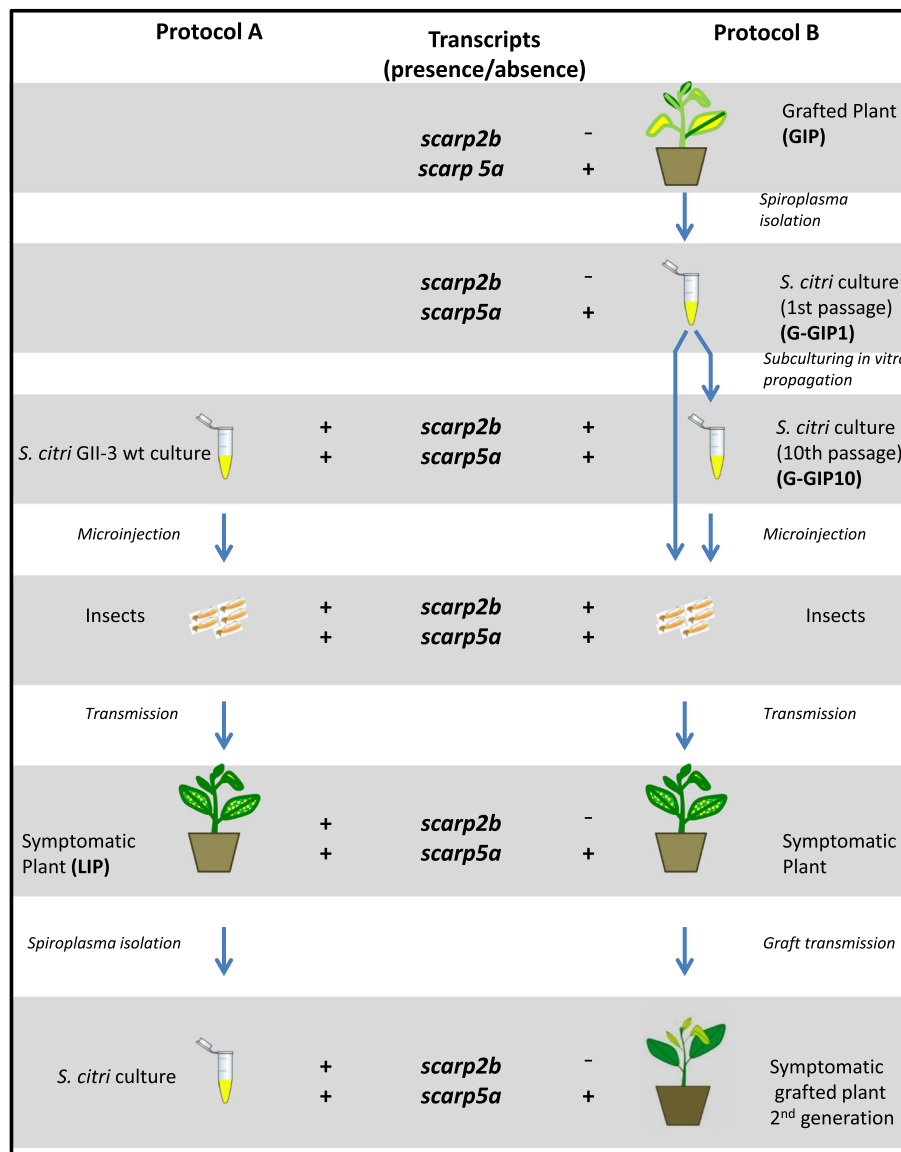 Protocol A
Transcripts
(presence/absence)
Protocol B
scarp2b -
scarp 5a +
Grafted Plant
(GIP)
Spiroplasma
isolation
scarp2b -
scarp5a +
S. citri culture
(1st passage)
(G-GIP1)
Subculturing in vitro
propagation
S. citri GII-3 wt culture
+ scarp2b +
+ scarp5a +
S. citri culture
(10th passage)
(G-GIP10)
Microinjection
Microinjection
Insects
+ scarp2b +
+ scarp5a +
Insects
Transmission
Transmission
Symptomatic
Plant (LIP)
+ scarp2b -
+ scarp5a +
Symptomatic
Plant
Spiroplasma isolation
Graft transmission
S. citri culture
+ scarp2b -
+ scarp5a +
Symptomatic
grafted plant
2nd generation